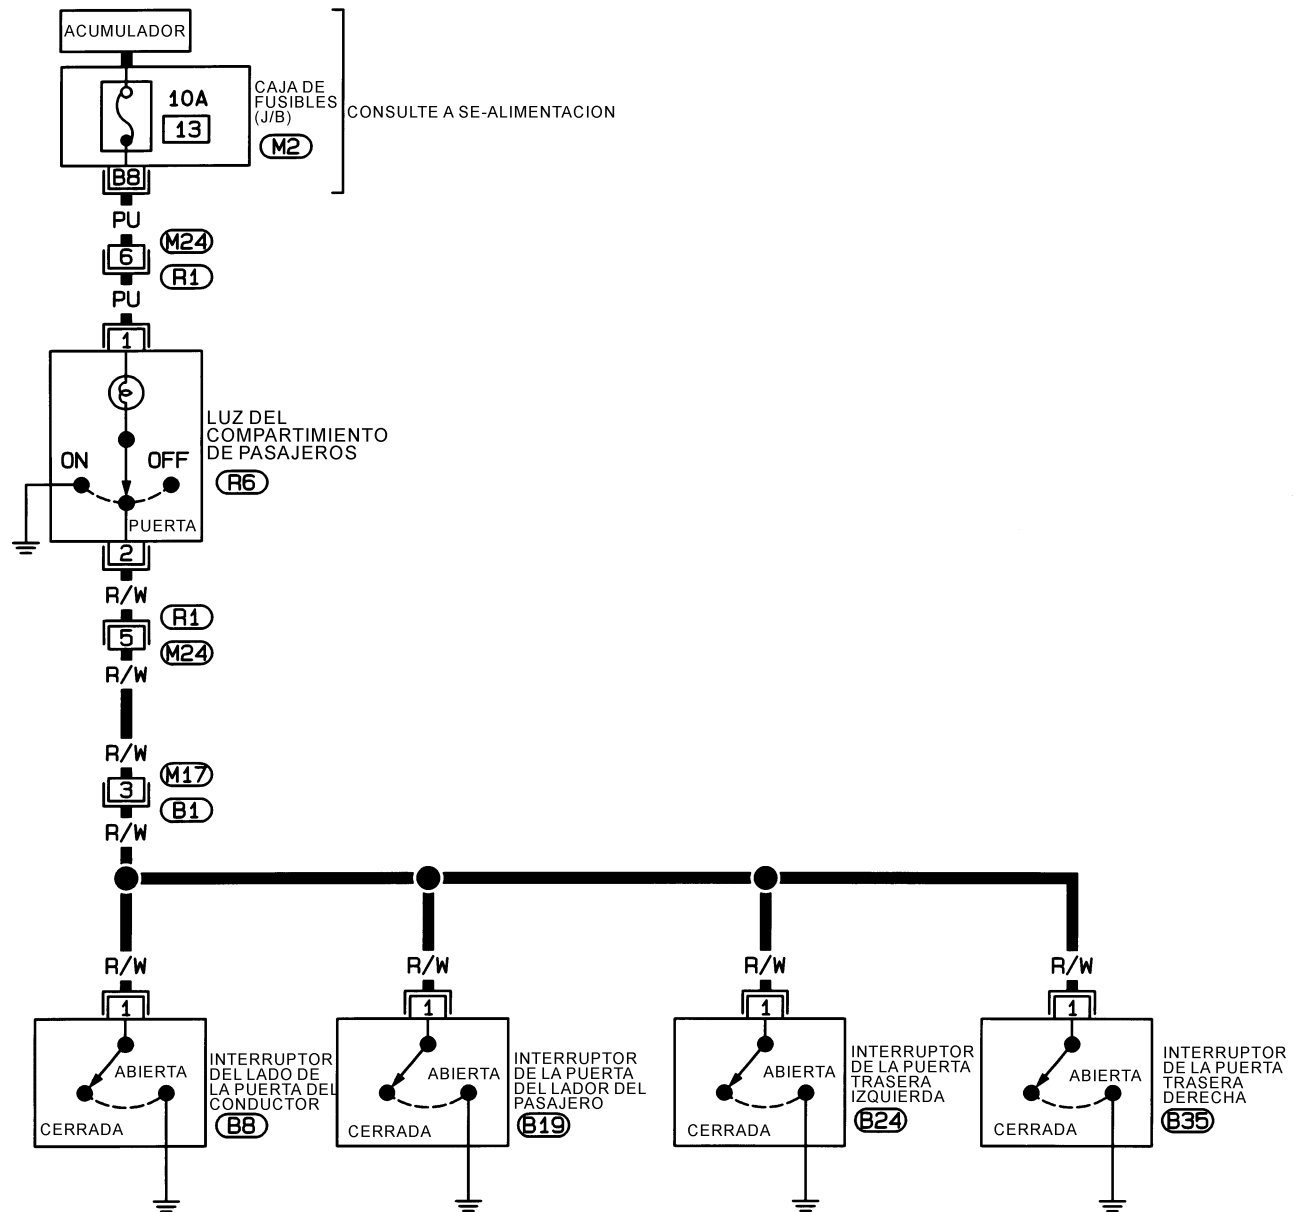 ACUMULADOR
10A
13
CAJA DE
FUSIBLES
(J/B)
M2
CONSULTE A SE-ALIMENTACION
B8
PU
M24
6
R1
PU
1
LUZ DEL
COMPARTIMIENTO
DE PASAJEROS
R6
ON
OFF
PUERTA
2
R/W
R1
5
M24
R/W
R/W
M17
3
B1
R/W
R/W
R/W
R/W
R/W
1
1
1
1
ABIERTA
CERRADA
INTERRUPTOR
DEL LADO DE
LA PUERTA DEL
CONDUCTOR
B8
ABIERTA
CERRADA
INTERRUPTOR
DE LA PUERTA
DEL LADOR DEL
PASAJERO
B19
ABIERTA
CERRADA
INTERRUPTOR
DE LA PUERTA
TRASERA
IZQUIERDA
B24
ABIERTA
CERRADA
INTERRUPTOR
DE LA PUERTA
TRASERA
DERECHA
B35